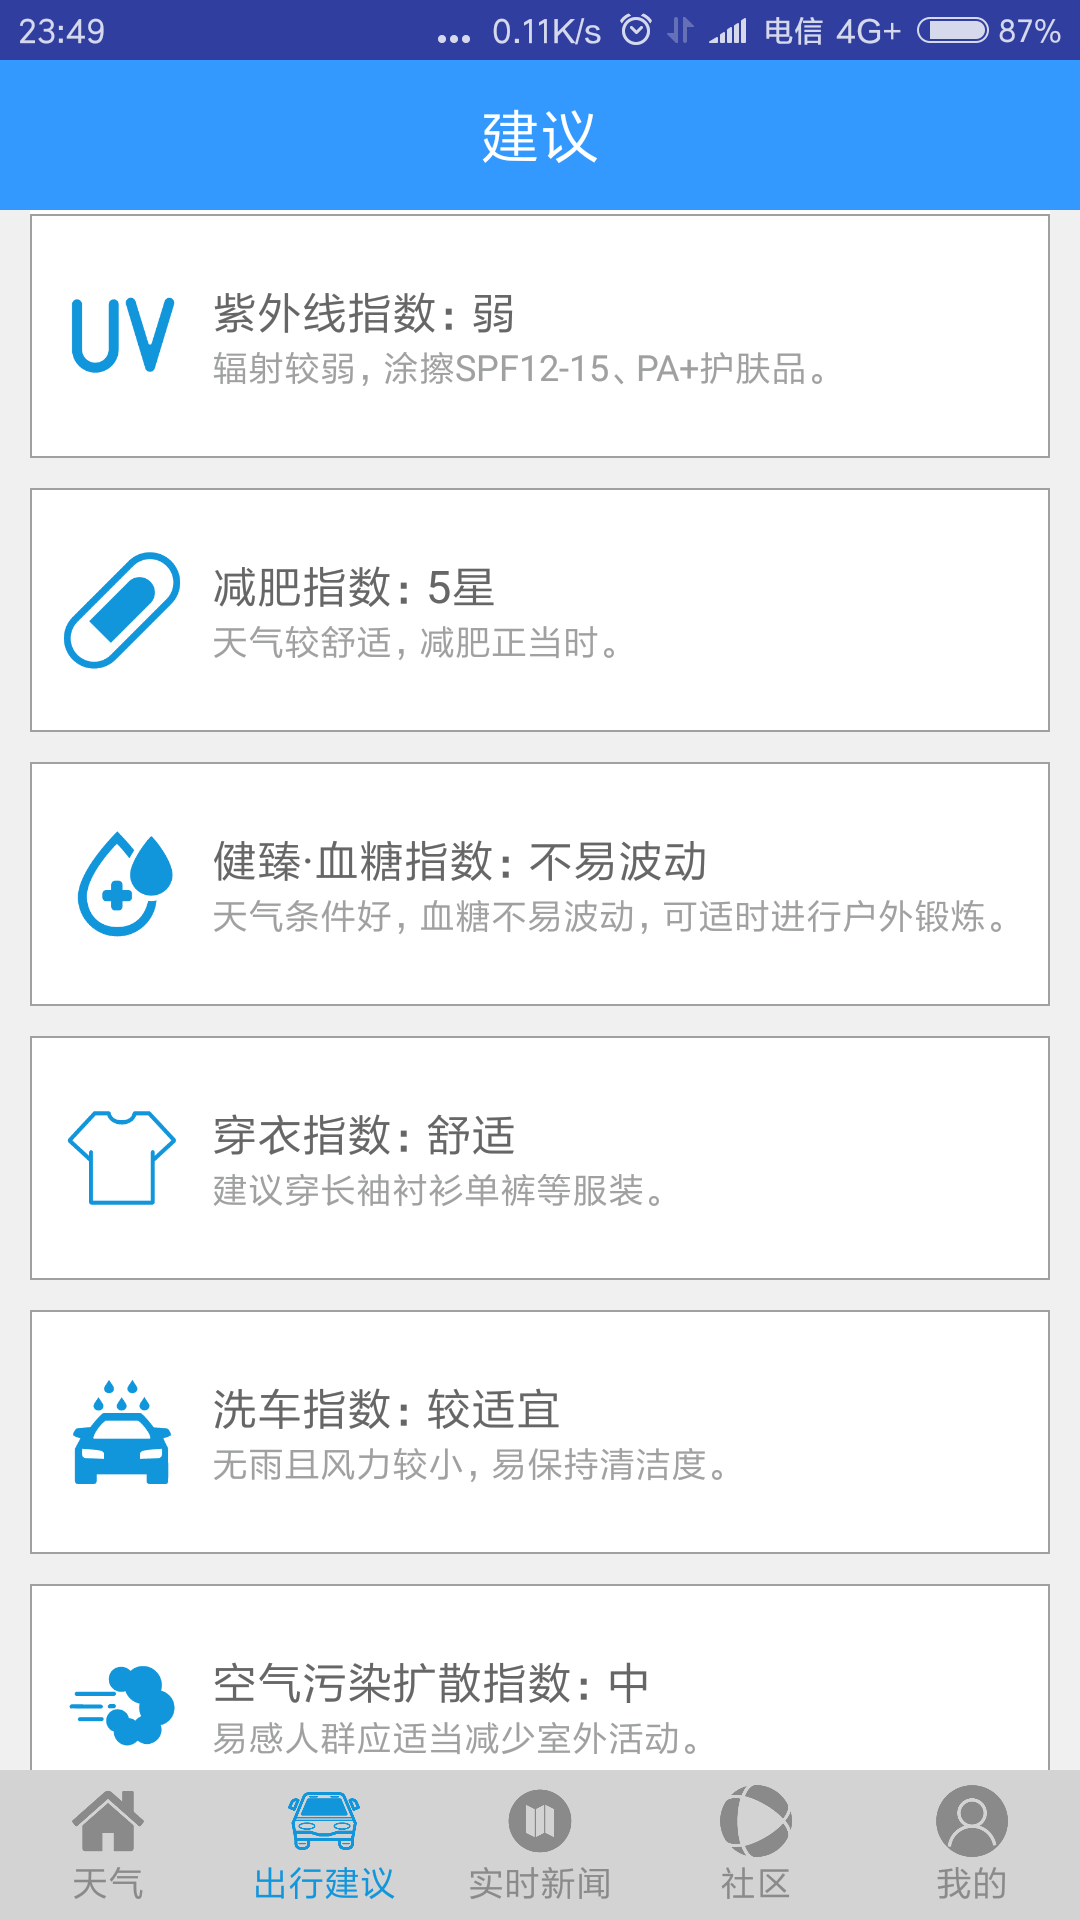 23:49 ... 0.11K/s 电信 4G+ 87%
建议
UV
紫外线指数：弱
辐射较弱，涂擦SPF12-15、PA+护肤品。
减肥指数：5星
天气较舒适，减肥正当时。
健臻·血糖指数：不易波动
天气条件好，血糖不易波动，可适时进行户外锻炼。
穿衣指数：舒适
建议穿长袖衬衫单裤等服装。
洗车指数：较适宜
无雨且风力较小，易保持清洁度。
空气污染扩散指数：中
易感人群应适当减少室外活动。
天气 出行建议 实时新闻 社区 我的